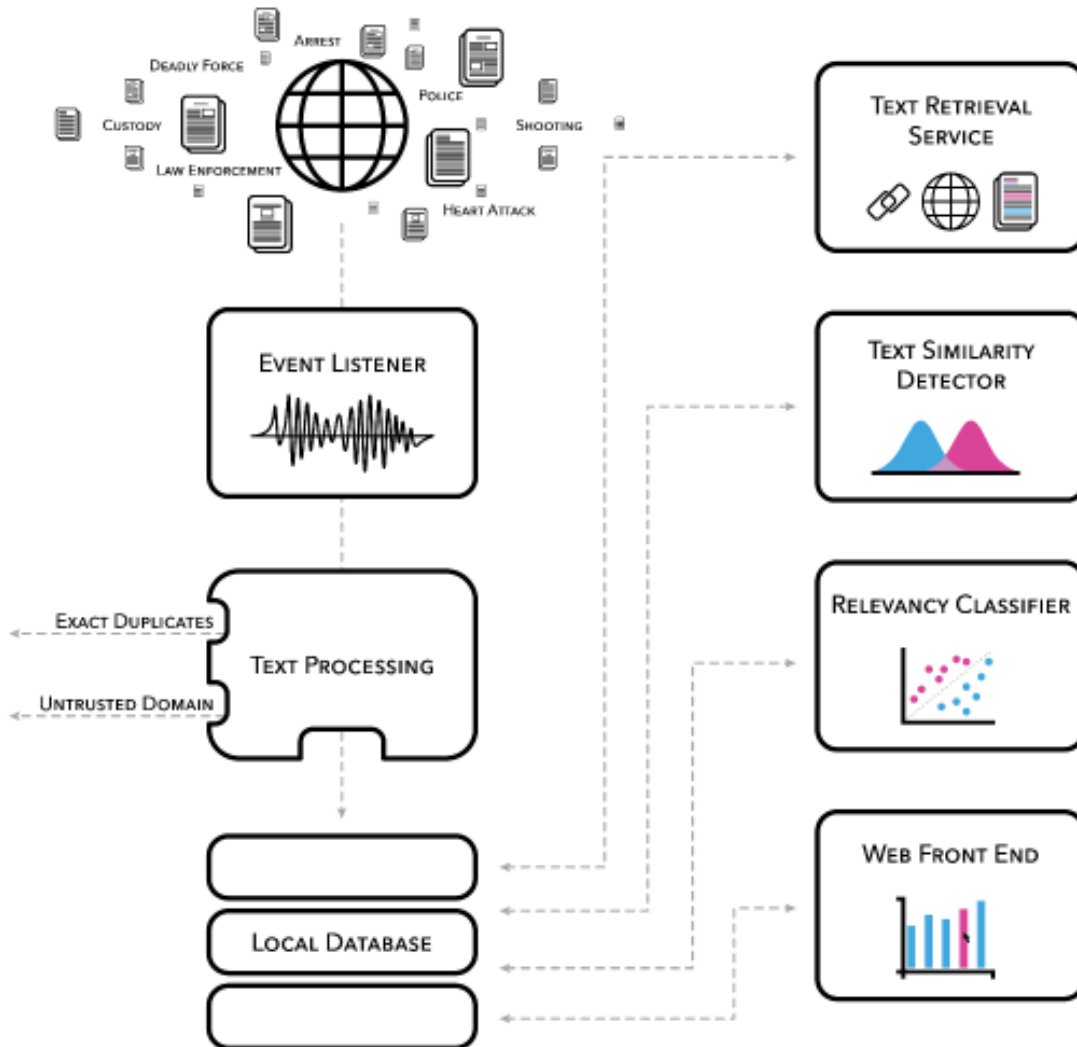 Arrest
Deadly Force
Police
Custody
Shooting
Law Enforcement
Heart Attack
Event Listener
Exact Duplicates
Text Processing
Untrusted Domain
Local Database
Text Retrieval
Service
Text Similarity
Detector
Relevancy Classifier
Web Front End